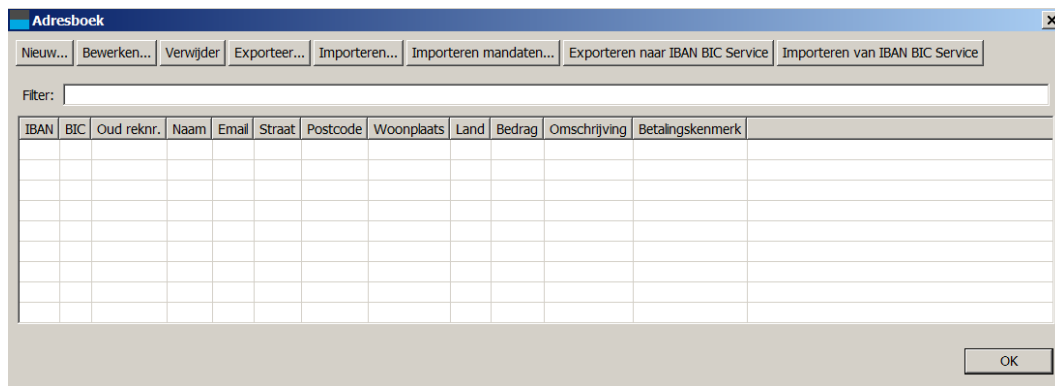 Adresboek
Nieuw... Bewerken... Verwijder Exporteer... Importeren... Importeren mandaten... Exporteren naar IBAN BIC Service Importeren van IBAN BIC Service
Filter:
IBAN BIC Oud reknr. Naam Email Straat Postcode Woonplaats Land Bedrag Omschrijving Betalingskenmerk
OK